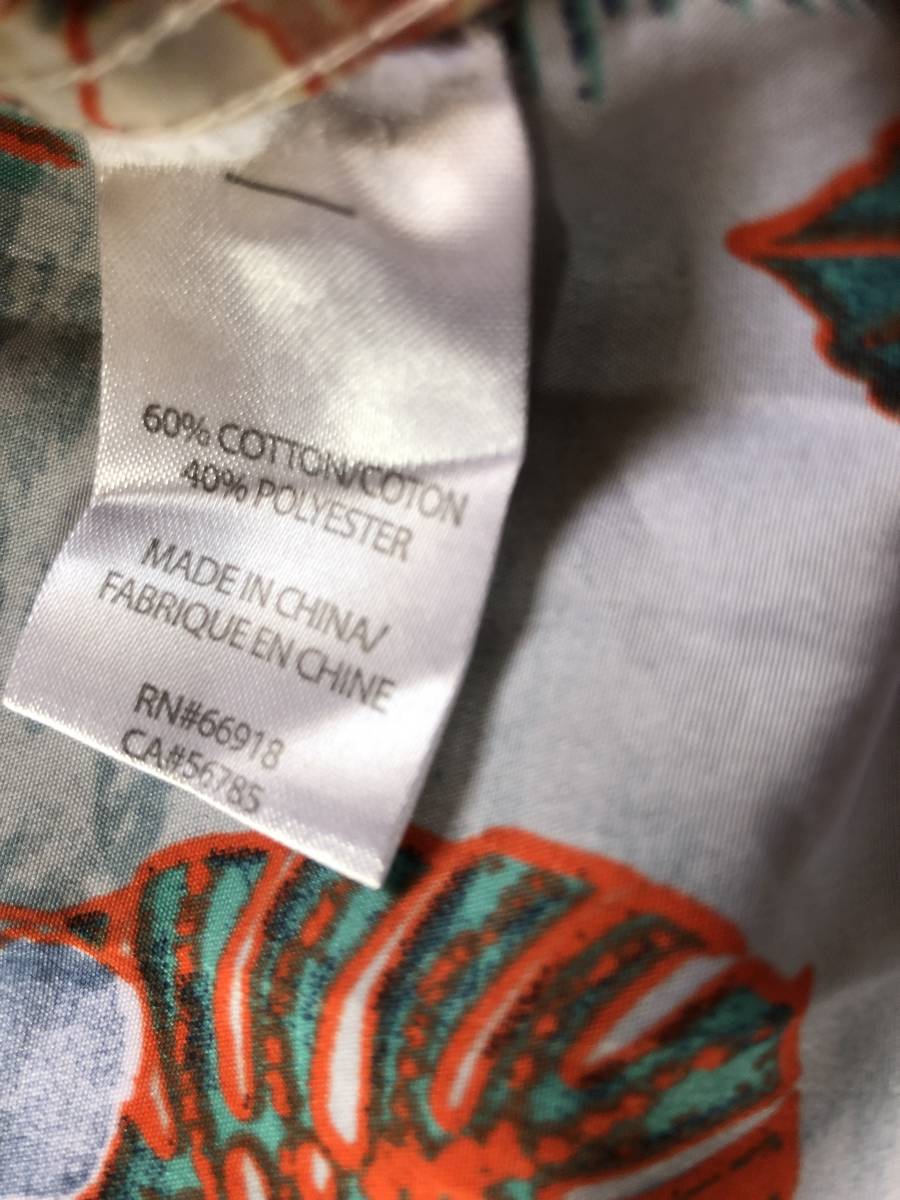 60% COTTON/COTON
40% POLYESTER
MADE IN CHINA/
FABRIQUE EN CHINE
RN#66918
CA#56785